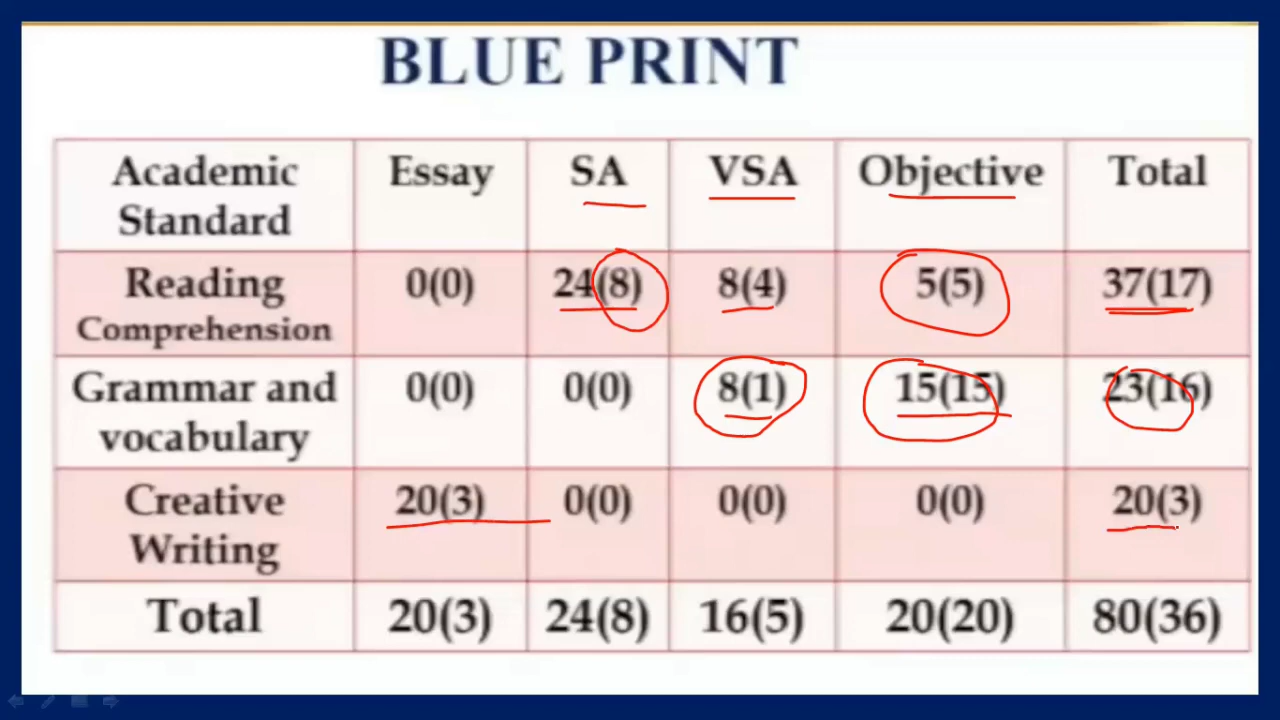 BLUE PRINT
Academic Standard Essay SA VSA Objective Total
Reading Comprehension 0(0) 24(8) 8(4) 5(5) 37(17)
Grammar and vocabulary 0(0) 0(0) 8(1) 15(15) 23(16)
Creative Writing 20(3) 0(0) 0(0) 0(0) 20(3)
Total 20(3) 24(8) 16(5) 20(20) 80(36)